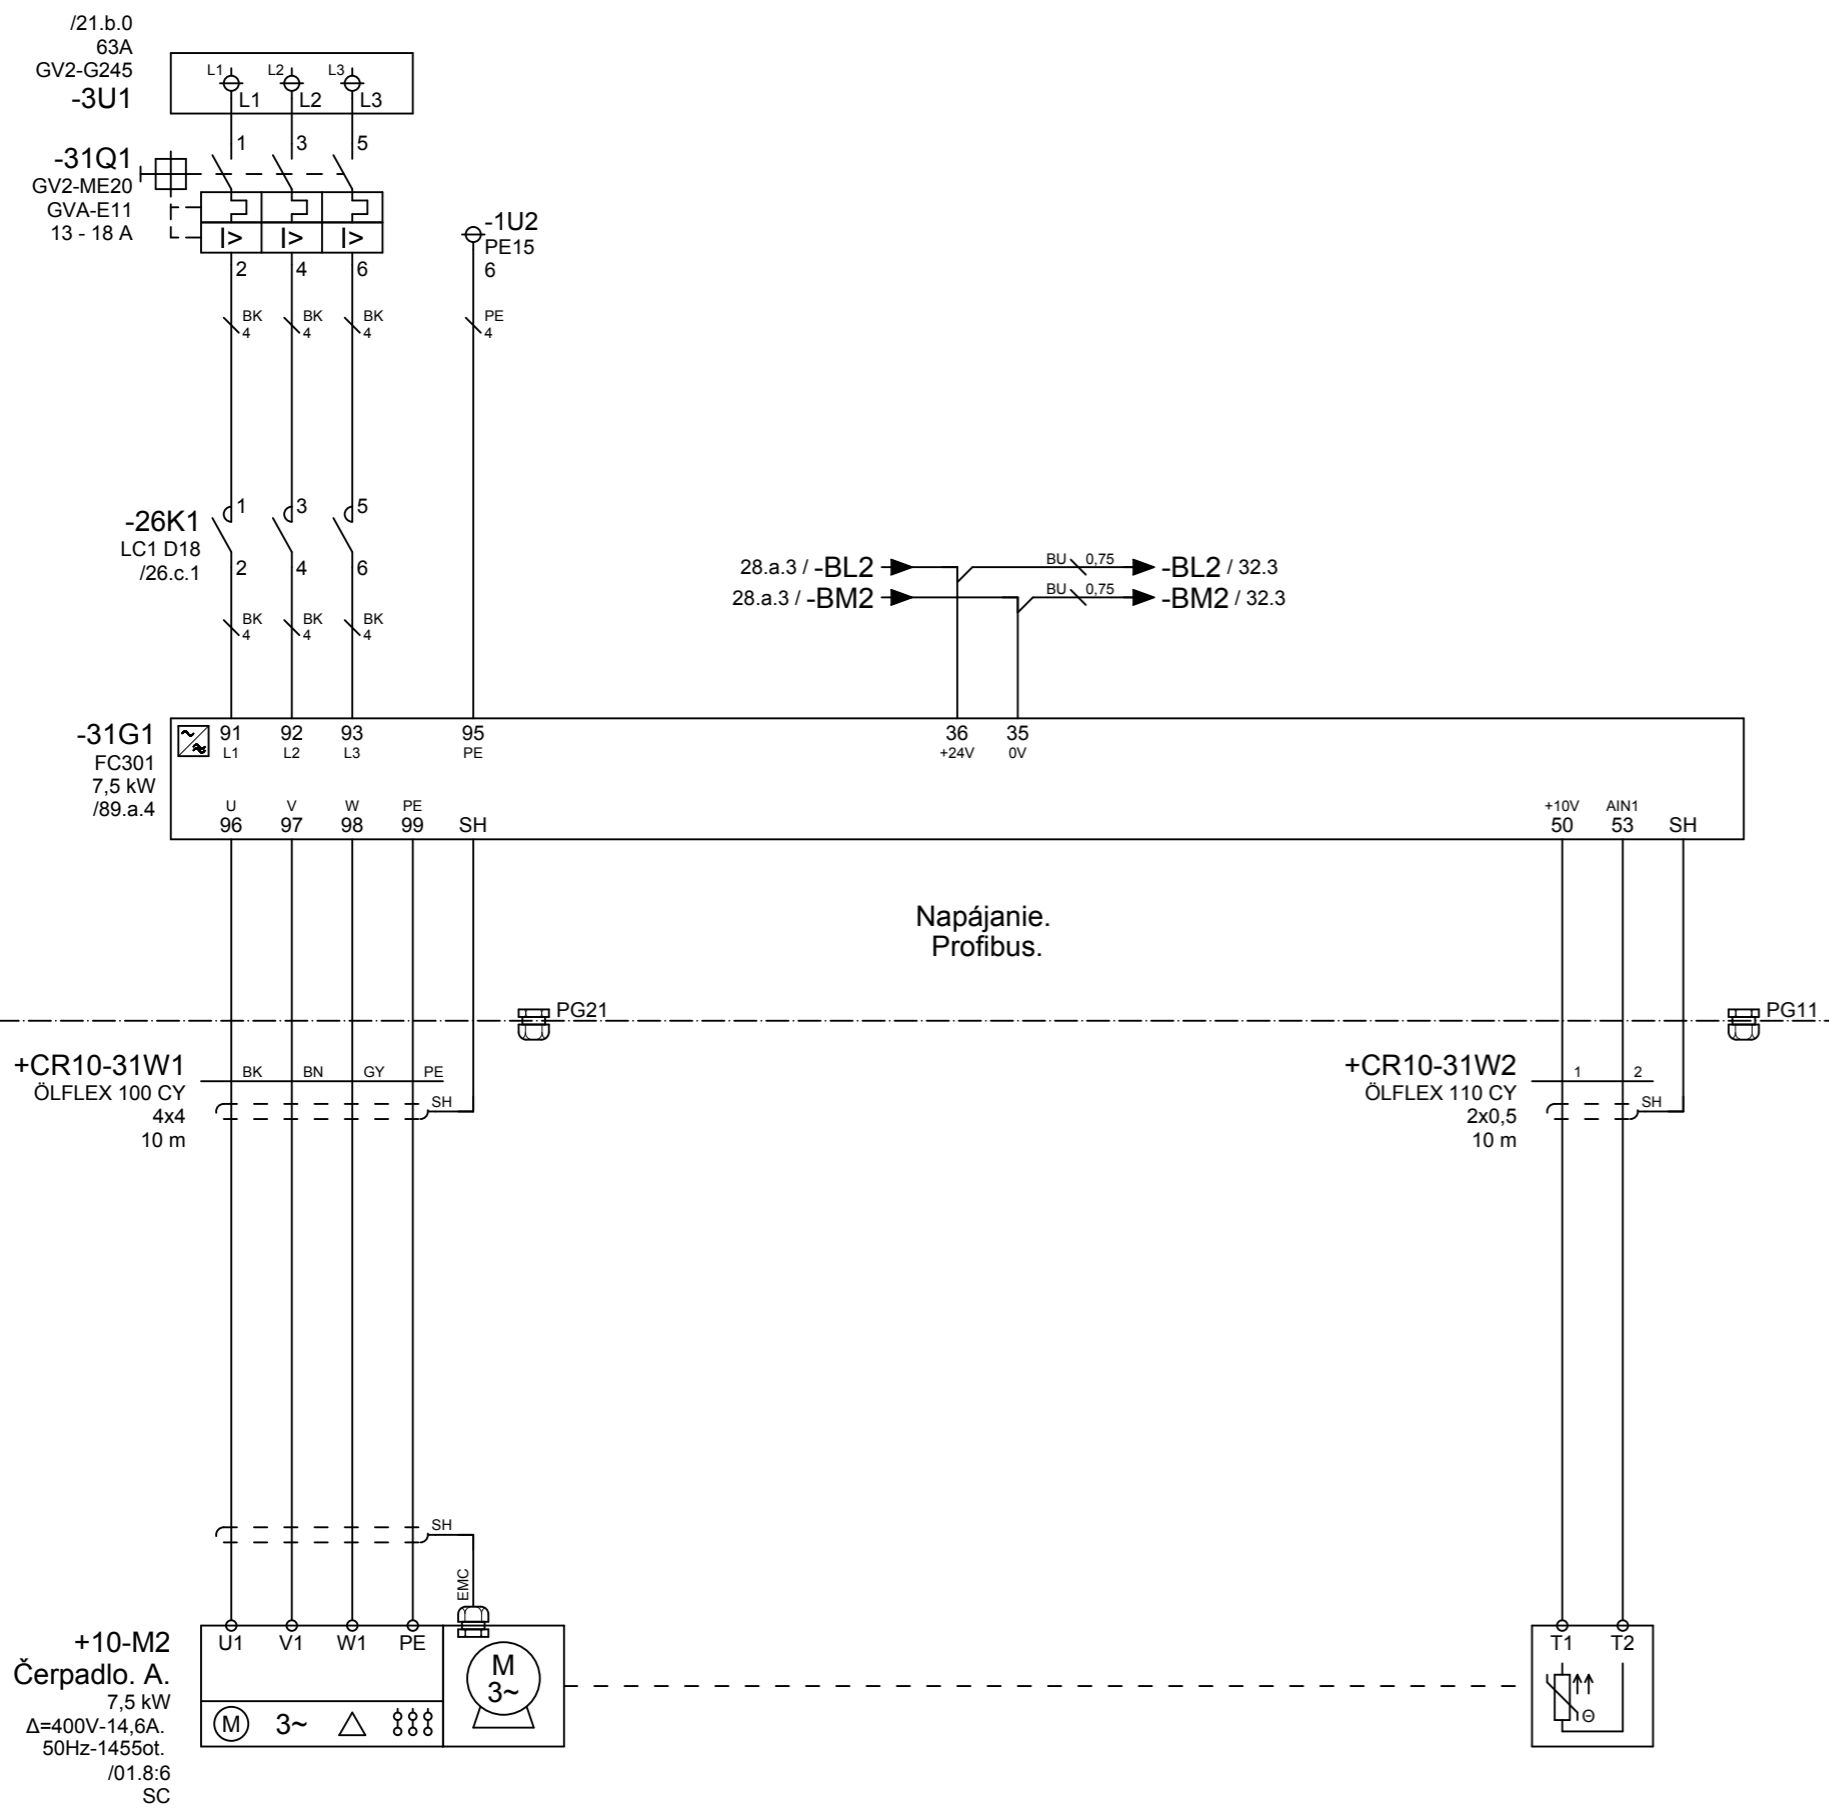 /21.b.0
63A
GV2-G245
-3U1
L1 L2 L3
L1 L2 L3
1 3 5
-31Q1
GV2-ME20
GVA-E11
13 - 18 A
I> I> I>
2 4 6
-1U2
PE15
6
BK BK BK PE
4 4 4 4
-26K1
LC1 D18
/26.c.1
1 3 5
2 4 6
BK BK BK
4 4 4
28.a.3 / -BL2 BU 0,75 -BL2 / 32.3
28.a.3 / -BM2 BU 0,75 -BM2 / 32.3
-31G1
FC301
7,5 kW
/89.a.4
91 92 93 95 36 35
L1 L2 L3 PE +24V 0V
U V W PE +10V AIN1
96 97 98 99 SH 50 53 SH
Napájanie.
Profibus.
PG21 PG11
+CR10-31W1
ÖLFLEX 100 CY
4x4
10 m
BK BN GY PE
SH
+CR10-31W2
ÖLFLEX 110 CY
2x0,5
10 m
1 2
SH
SH
EMC
+10-M2
Čerpadlo. A.
7,5 kW
Δ=400V-14,6A.
50Hz-1455ot.
/01.8:6
SC
U1 V1 W1 PE
M
3~
M 3~
T1 T2
Θ